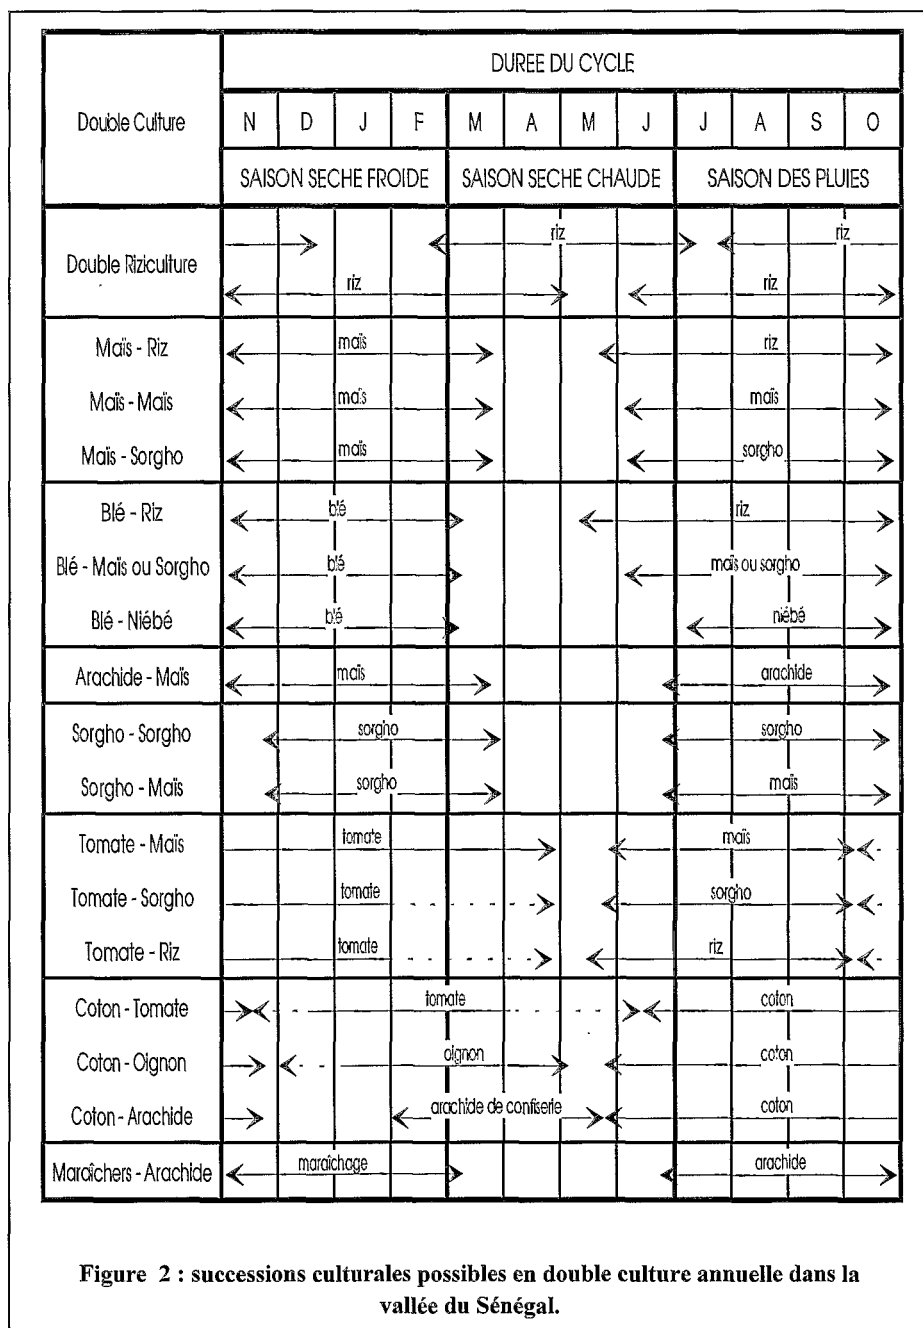 DUREE DU CYCLE
Double Culture
N D J F M A M J J A S O
SAISON SECHE FROIDE SAISON SECHE CHAUDE SAISON DES PLUIES
riz riz
Double Riziculture
riz riz
Maïs - Riz maïs riz
Maïs - Maïs maïs maïs
Maïs - Sorgho maïs sorgho
Blé - Riz blé riz
Blé - Maïs ou Sorgho blé maïs ou sorgho
Blé - Niébé blé niébé
Arachide - Maïs maïs arachide
Sorgho - Sorgho sorgho sorgho
Sorgho - Maïs sorgho maïs
Tomate - Maïs tomate maïs
Tomate - Sorgho tomate sorgho
Tomate - Riz tomate riz
Coton - Tomate tomate coton
Coton - Oignon oignon coton
Coton - Arachide arachide de confiserie coton
Maraîchers - Arachide maraîchage arachide
Figure 2 : successions culturales possibles en double culture annuelle dans la
vallée du Sénégal.